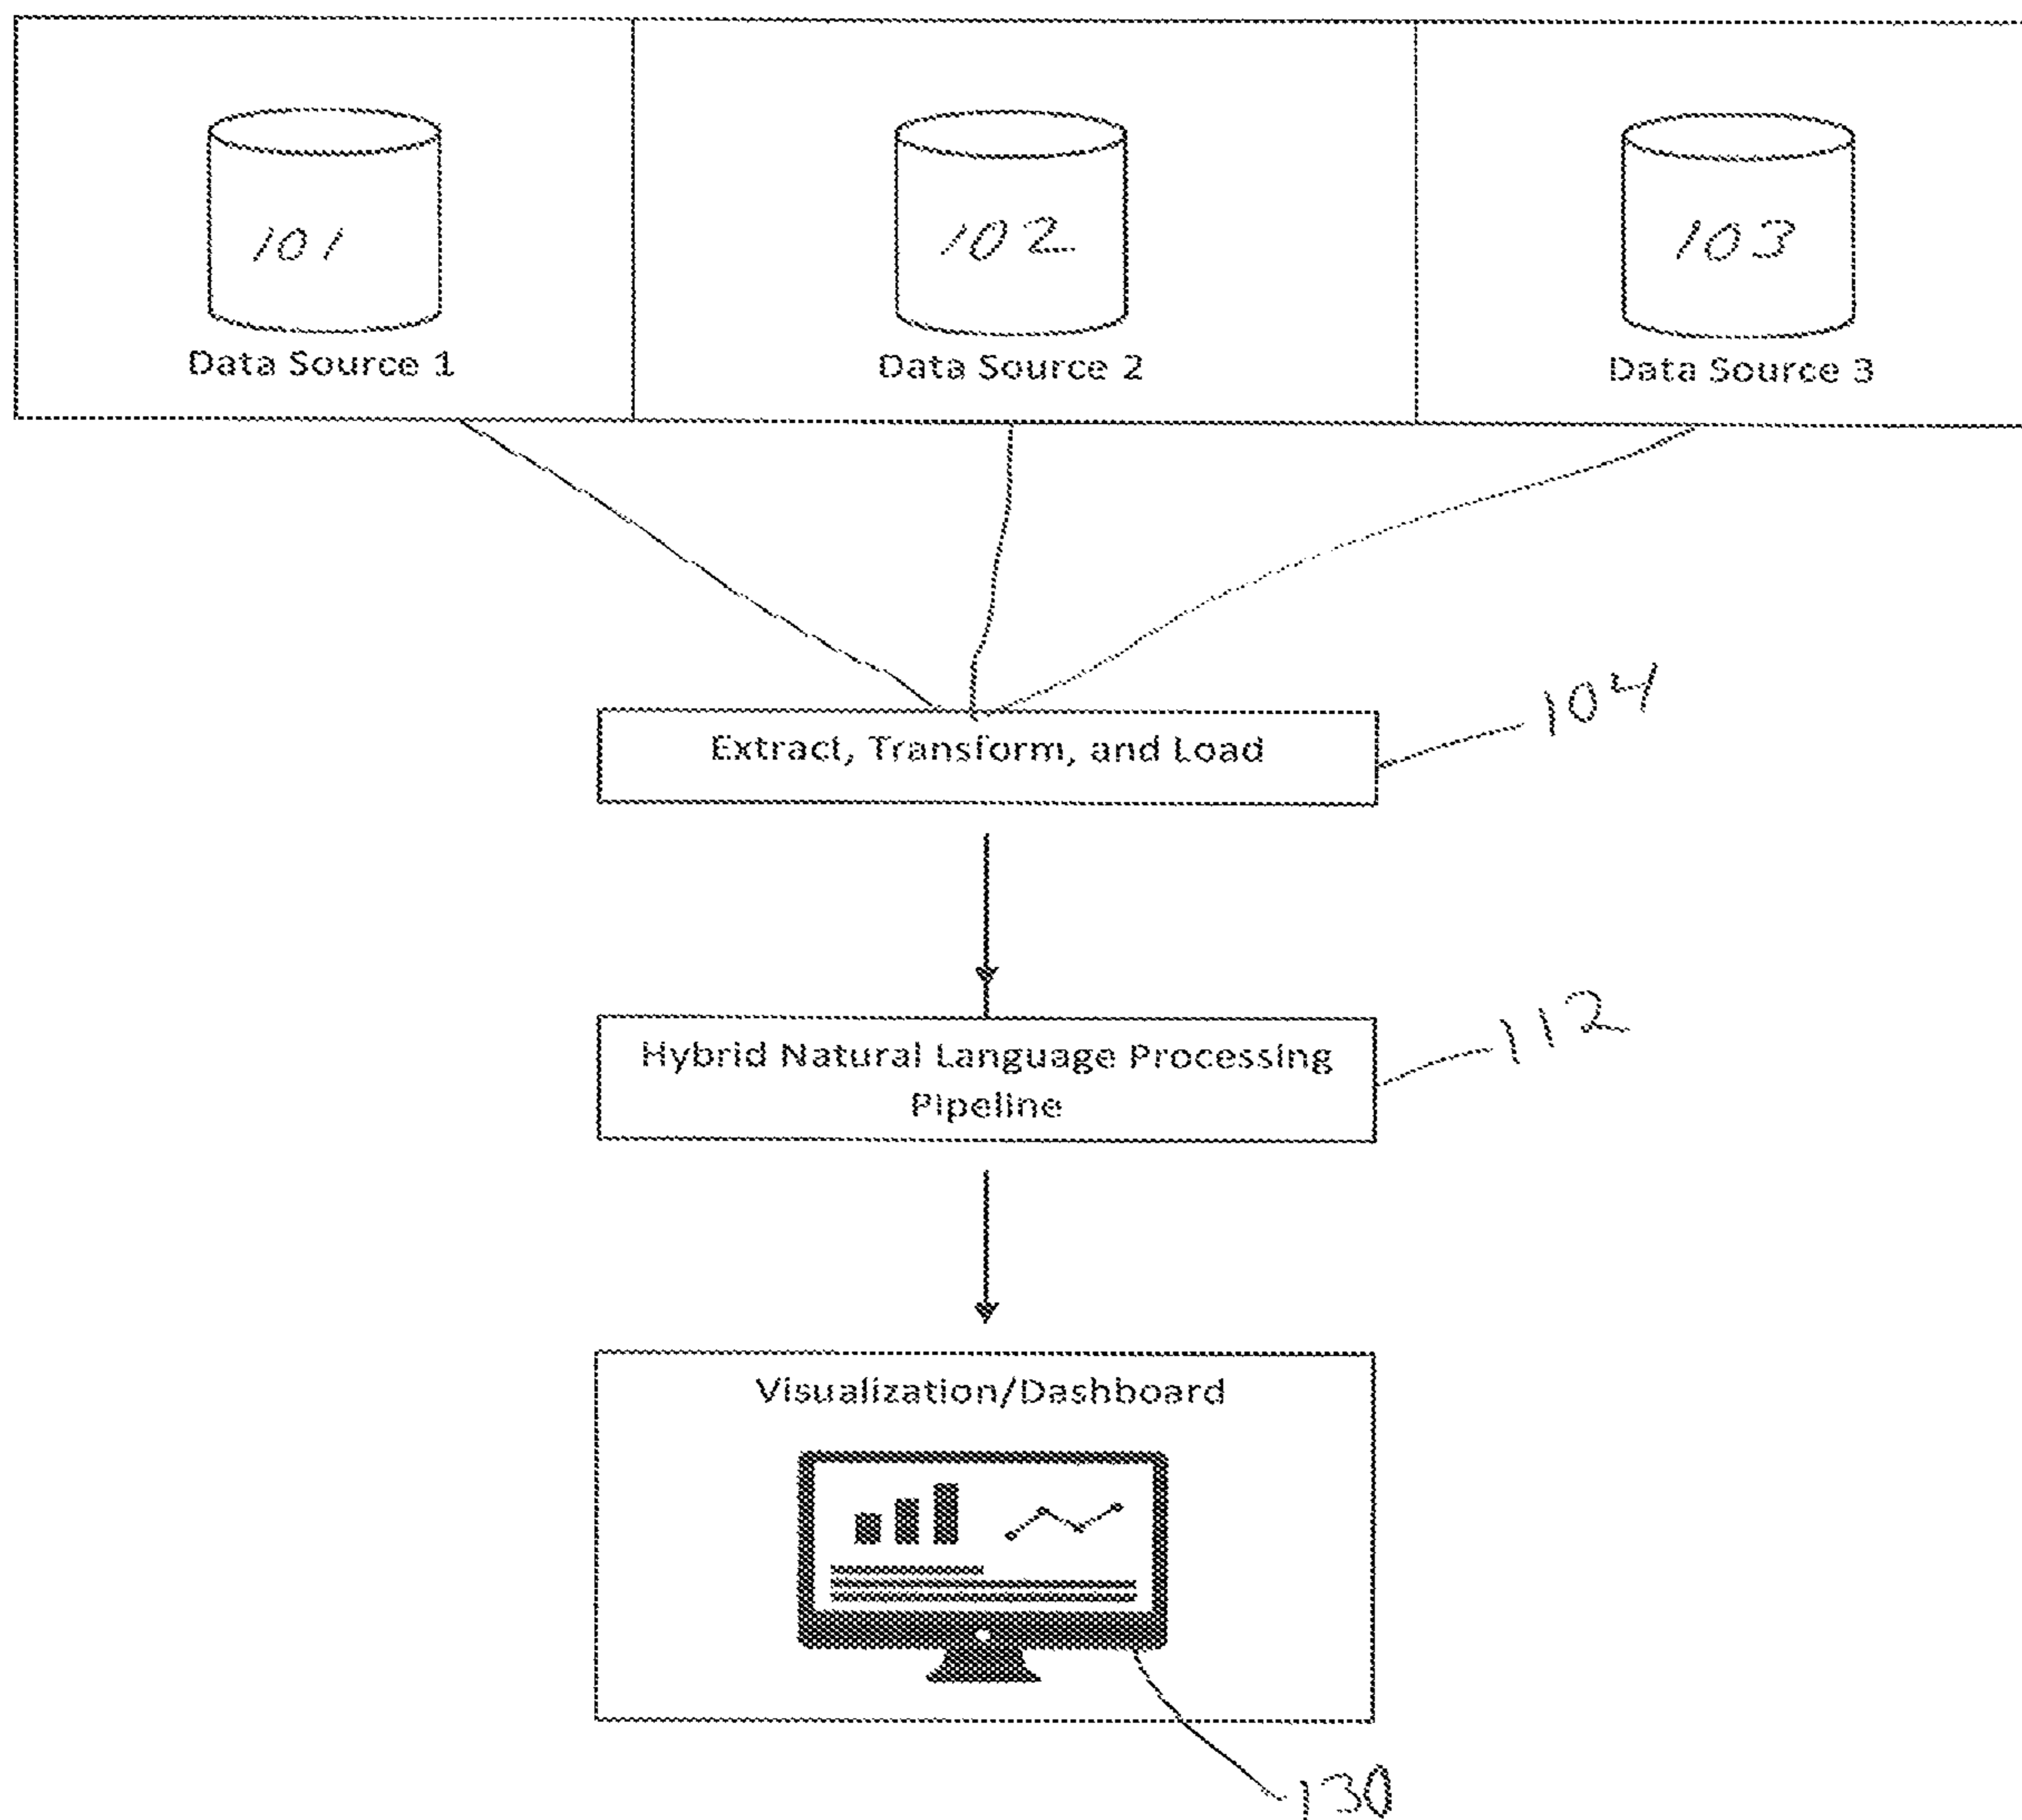 101
102
103
Data Source 1
Data Source 2
Data Source 3
Extract, Transform, and Load
104
Hybrid Natural Language Processing
Pipeline
112
Visualization/Dashboard
130